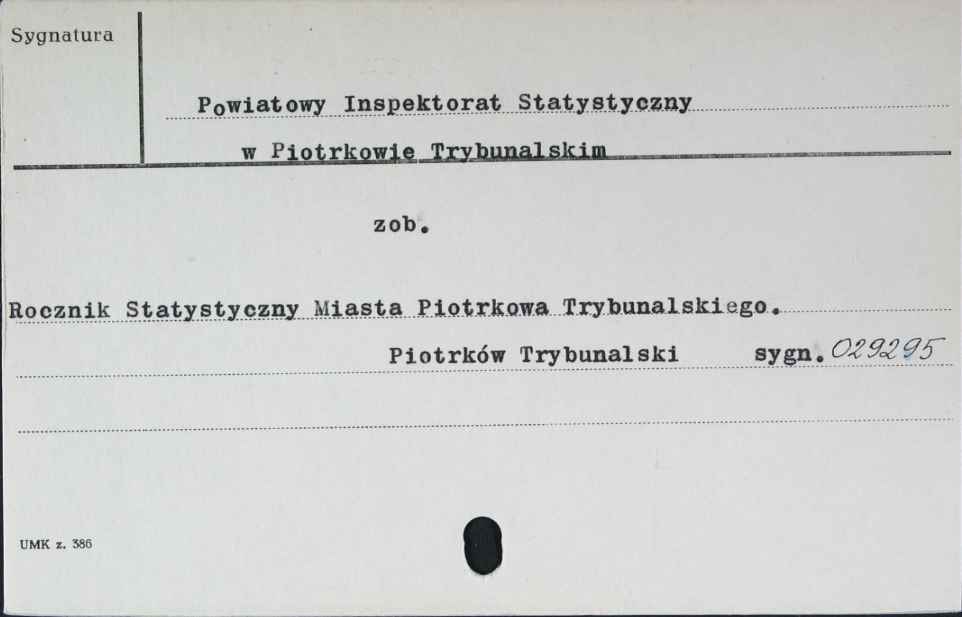 Sygnatura
Powiatowy Inspektorat Statystyczny
w Piotrkowie Trybunalskim
zob.
Rocznik Statystyczny Miasta Piotrkowa Trybunalskiego.
Piotrków Trybunalski sygn. 029295
UMK z. 386